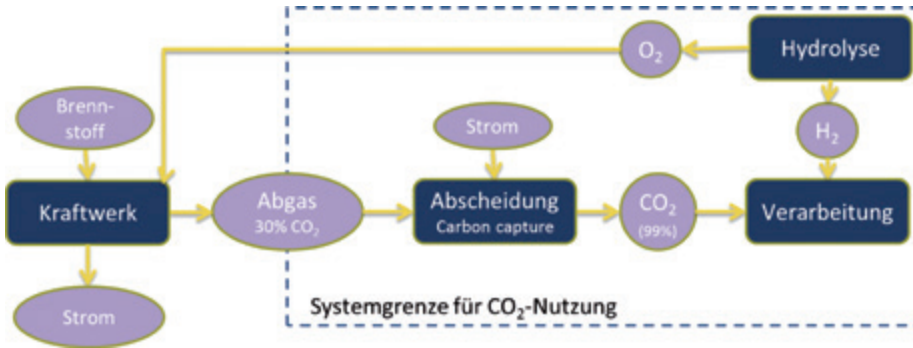 O₂
Hydrolyse
Brenn-
stoff
Strom
H₂
Kraftwerk
Abgas
30% CO₂
Abscheidung
Carbon capture
CO₂
(99%)
Verarbeitung
Strom
Systemgrenze für CO₂-Nutzung